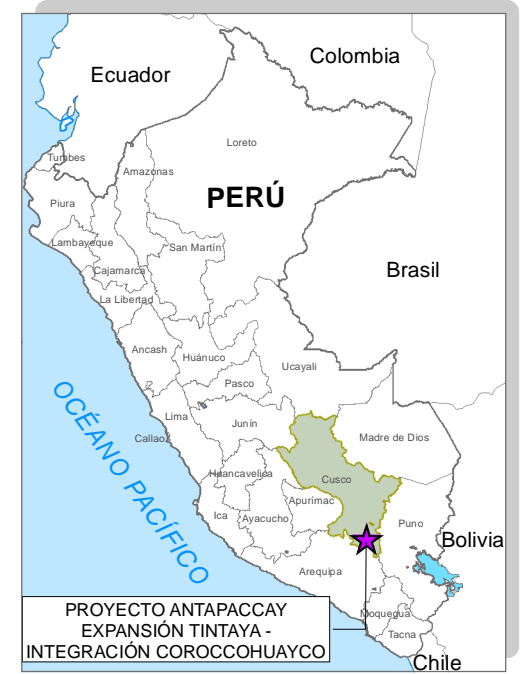 Colombia
Ecuador
Loreto
Tumbes
Amazonas
PERÚ
Piura
Lambayeque
San Martín
Cajamarca
Brasil
La Libertad
Ancash
Huánuco
Ucayali
Pasco
OCÉANO PACÍFICO
Lima
Junín
Callao
Madre de Dios
Huancavelica
Cusco
Apurímac
Ica
Ayacucho
Puno
Bolivia
Arequipa
PROYECTO ANTAPACCAY
EXPANSIÓN TINTAYA -
INTEGRACIÓN COROCCOHUAYCO
Moquegua
Tacna
Chile